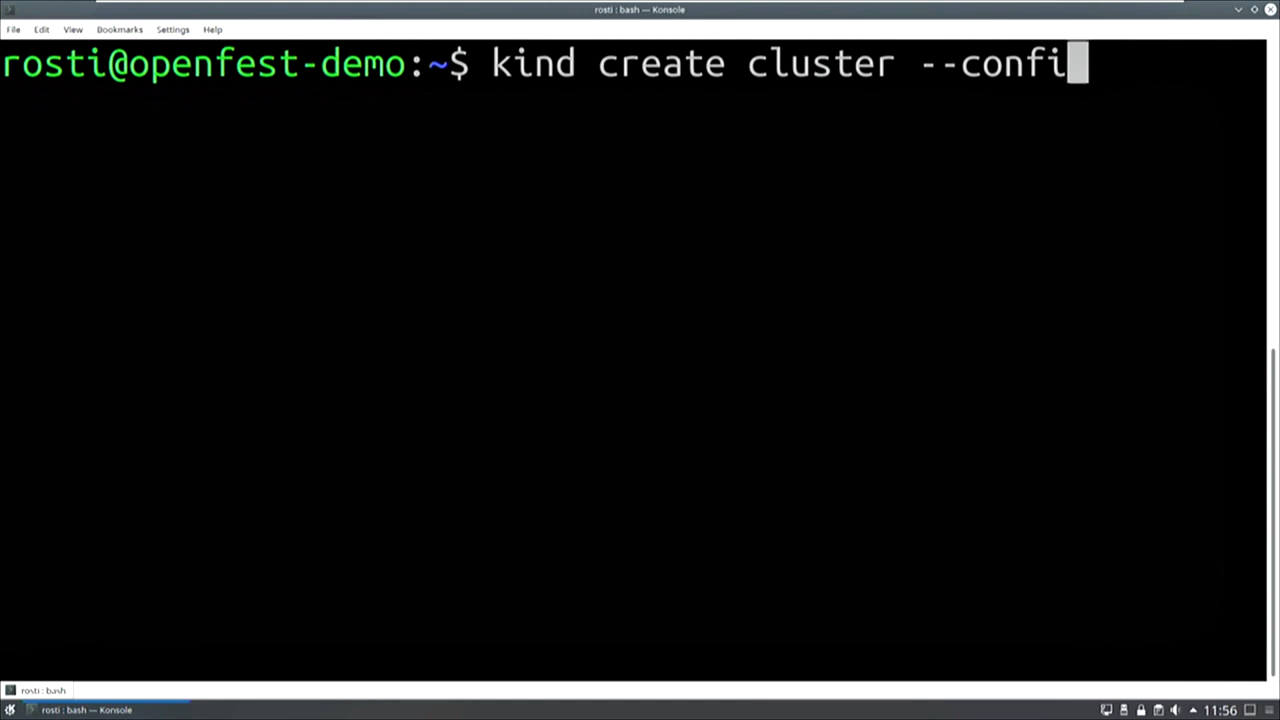 rosti : bash — Konsole
File Edit View Bookmarks Settings Help
rosti@openfest-demo:~$ kind create cluster --confi
rosti : bash
rosti : bash — Konsole
11:56